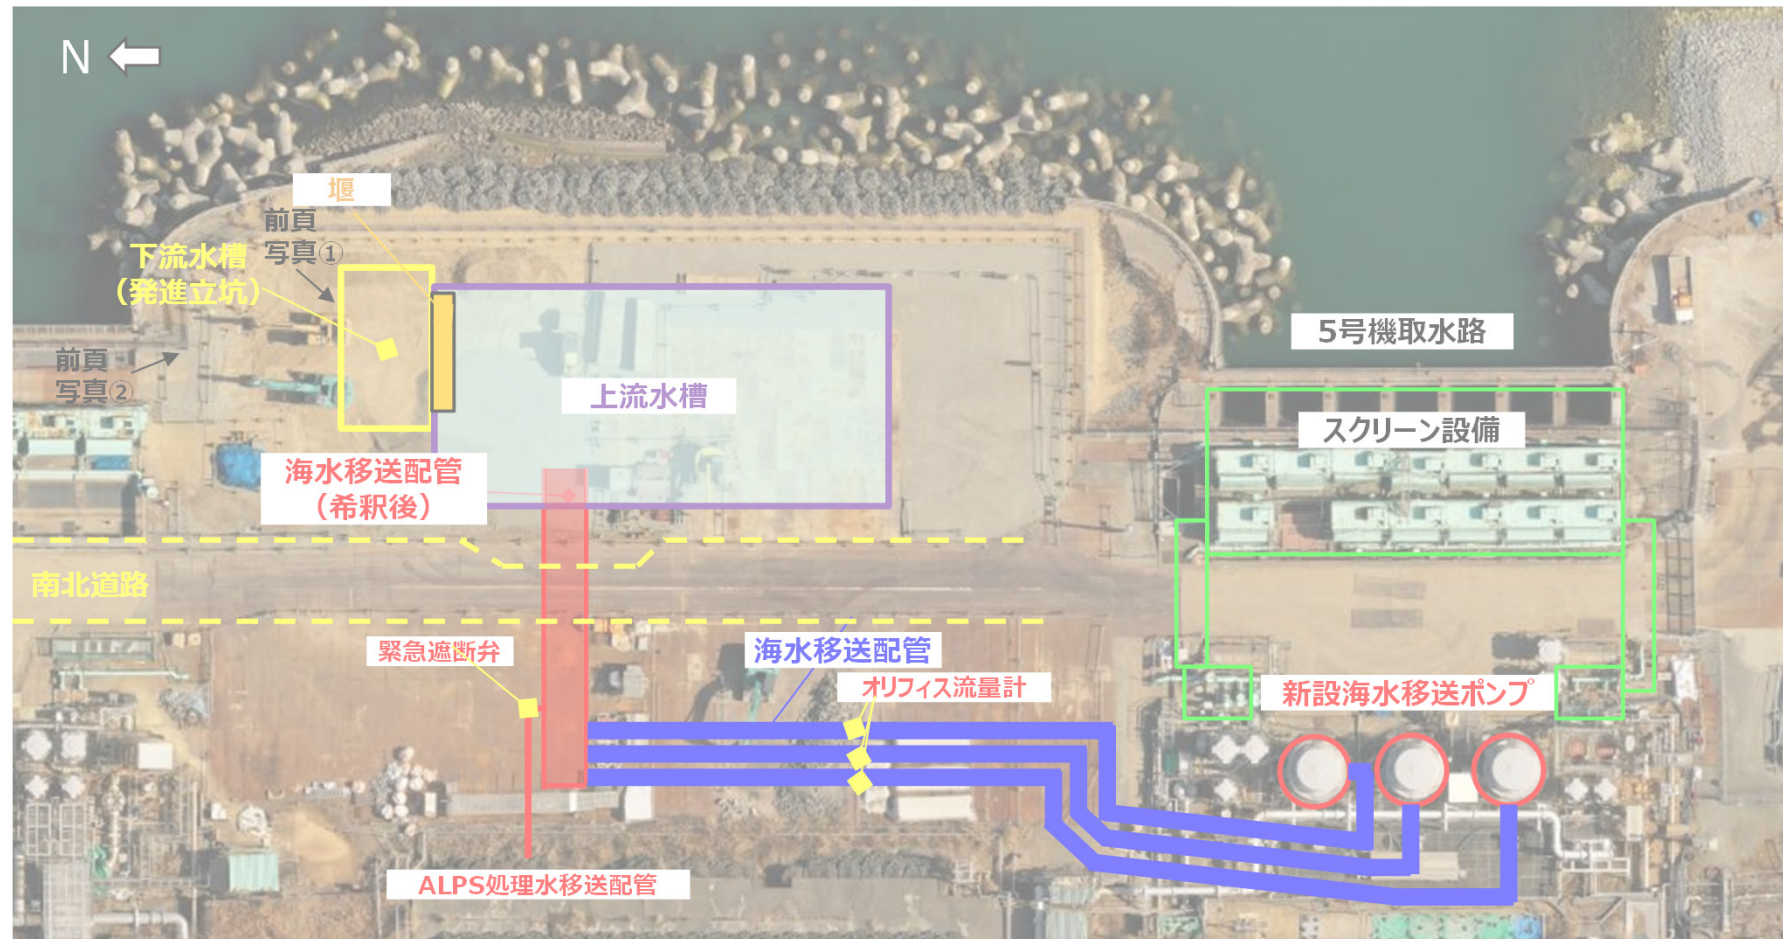 N
堰
前頁
写真①
下流水槽
（発進立坑）
前頁
写真②
5号機取水路
上流水槽
スクリーン設備
海水移送配管
（希釈後）
南北道路
緊急遮断弁
海水移送配管
オリフィス流量計
新設海水移送ポンプ
ALPS処理水移送配管